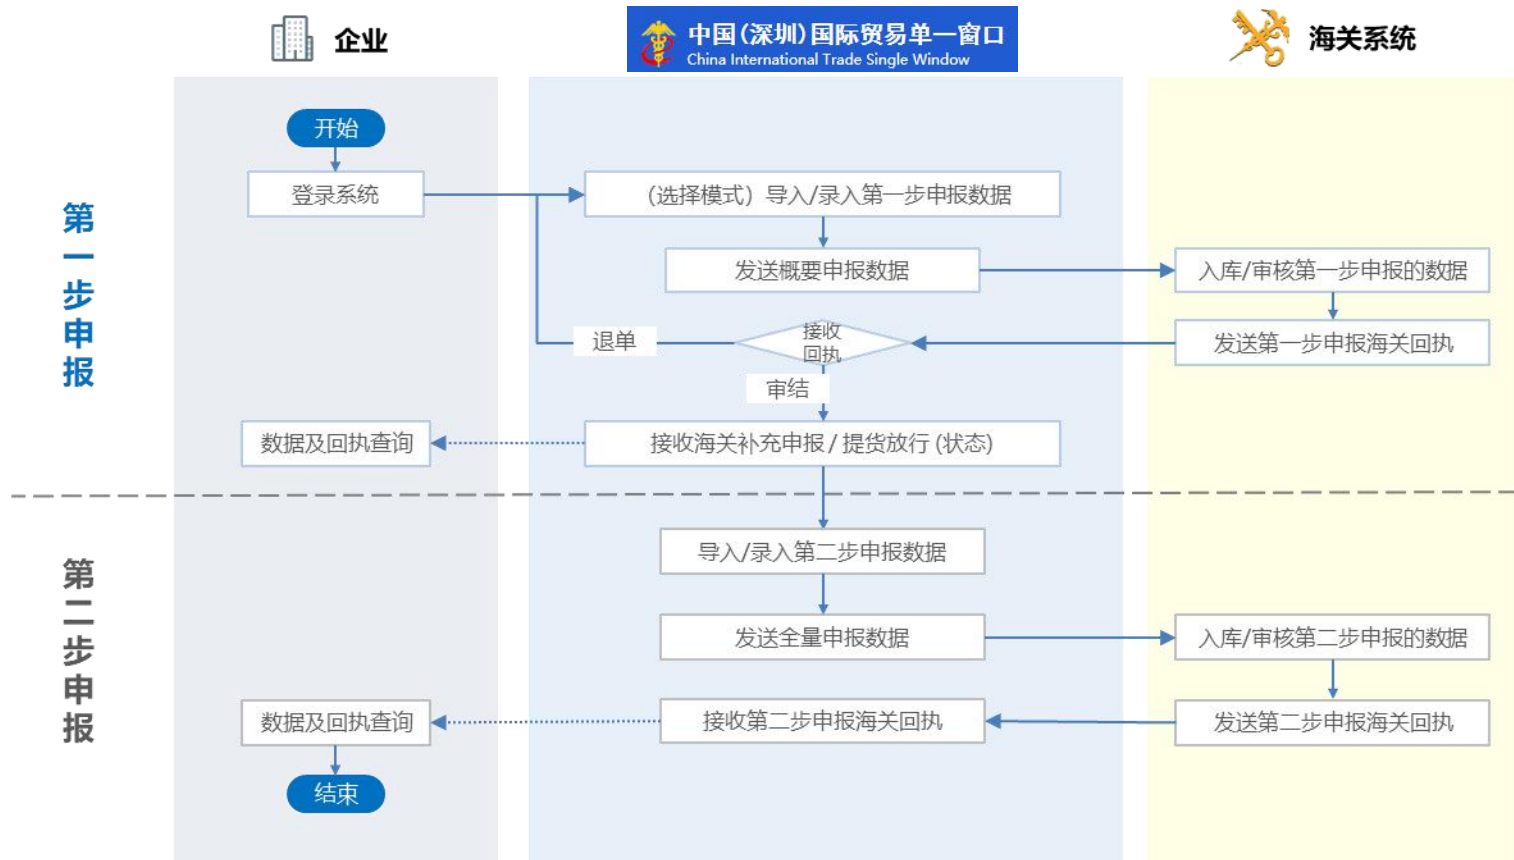 企业
中国(深圳)国际贸易单一窗口
China International Trade Single Window
海关系统
第一步申报
开始
登录系统
(选择模式) 导入/录入第一步申报数据
发送概要申报数据
入库/审核第一步申报的数据
接收
回执
退单
发送第一步申报海关回执
审结
数据及回执查询
接收海关补充申报 / 提货放行 (状态)
第二步申报
导入/录入第二步申报数据
发送全量申报数据
入库/审核第二步申报的数据
数据及回执查询
接收第二步申报海关回执
发送第二步申报海关回执
结束